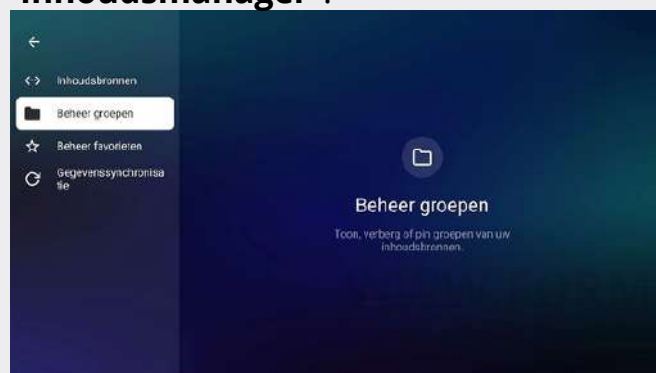 Inhoudsmanager".
Inhoudsbronnen
Beheer groepen
Beheer favorieten
Gegevenssynchronisa
tie
Beheer groepen
Toon, verberg of pin groepen van uw
inhoudsbronnen.